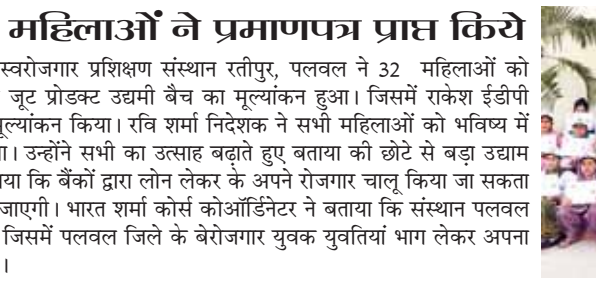 महिलाओं ने प्रमाणपत्र प्राप्त किये
स्वरोजगार प्रशिक्षण संस्थान रतीपुर, पलवल ने 32 महिलाओं को
जूट प्रोडक्ट उद्यमी बैच का मूल्यांकन हुआ। जिसमें राकेश ईडीपी
मूल्यांकन किया। रवि शर्मा निदेशक ने सभी महिलाओं को भविष्य में
। उन्होंने सभी का उत्साह बढ़ाते हुए बताया की छोटे से बड़ा उद्याम
कि बैंकों द्वारा लोन लेकर के अपने रोजगार चालू किया जा सकता
जाएगी। भारत शर्मा कोर्स कोऑर्डिनेटर ने बताया कि संस्थान पलवल
जिसमें पलवल जिले के बेरोजगार युवक युवतियां भाग लेकर अपना
।